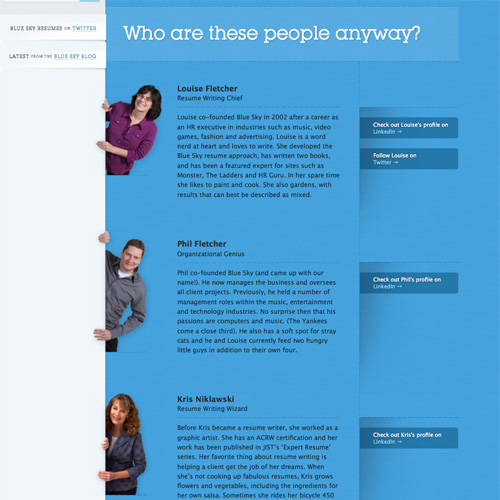 Who are these people anyway?
BLUE SKY RESUMES ON TWITTER
LATEST FROM THE BLUE SKY BLOG
Louise Fletcher
Resume Writing Chief
Louise co-founded Blue Sky in 2002 after a career as
an HR executive in industries such as music, video
games, fashion and advertising. Louise is a word
nerd at heart and loves to write. She developed the
Blue Sky resume approach, has written two books,
and has been a featured expert for sites such as
Monster, The Ladders and HR Guru. In her spare time
she likes to paint and cook. She also gardens, with
results that can best be described as mixed.
Check out Louise's profile on
LinkedIn →
Follow Louise on
Twitter →
Phil Fletcher
Organizational Genius
Phil co-founded Blue Sky (and came up with our
name!). He now manages the business and oversees
all client projects. Previously, he held a number of
management roles within the music, entertainment
and technology industries. No surprise then that his
passions are computers and music. (The Yankees
come a close third). He also has a soft spot for stray
cats and he and Louise currently feed two hungry
little guys in addition to their own four.
Check out Phil's profile on
LinkedIn →
Kris Niklawski
Resume Writing Wizard
Before Kris became a resume writer, she worked as a
graphic artist. She has an ACRW certification and her
work has been published in JIST's 'Expert Resume'
series. Her favorite thing about resume writing is
helping a client get the job of her dreams. When
she's not cooking up fabulous resumes, Kris grows
flowers and vegetables, including the ingredients for
her own salsa. Sometimes she rides her bicycle 450
Check out Kris's profile on
LinkedIn →